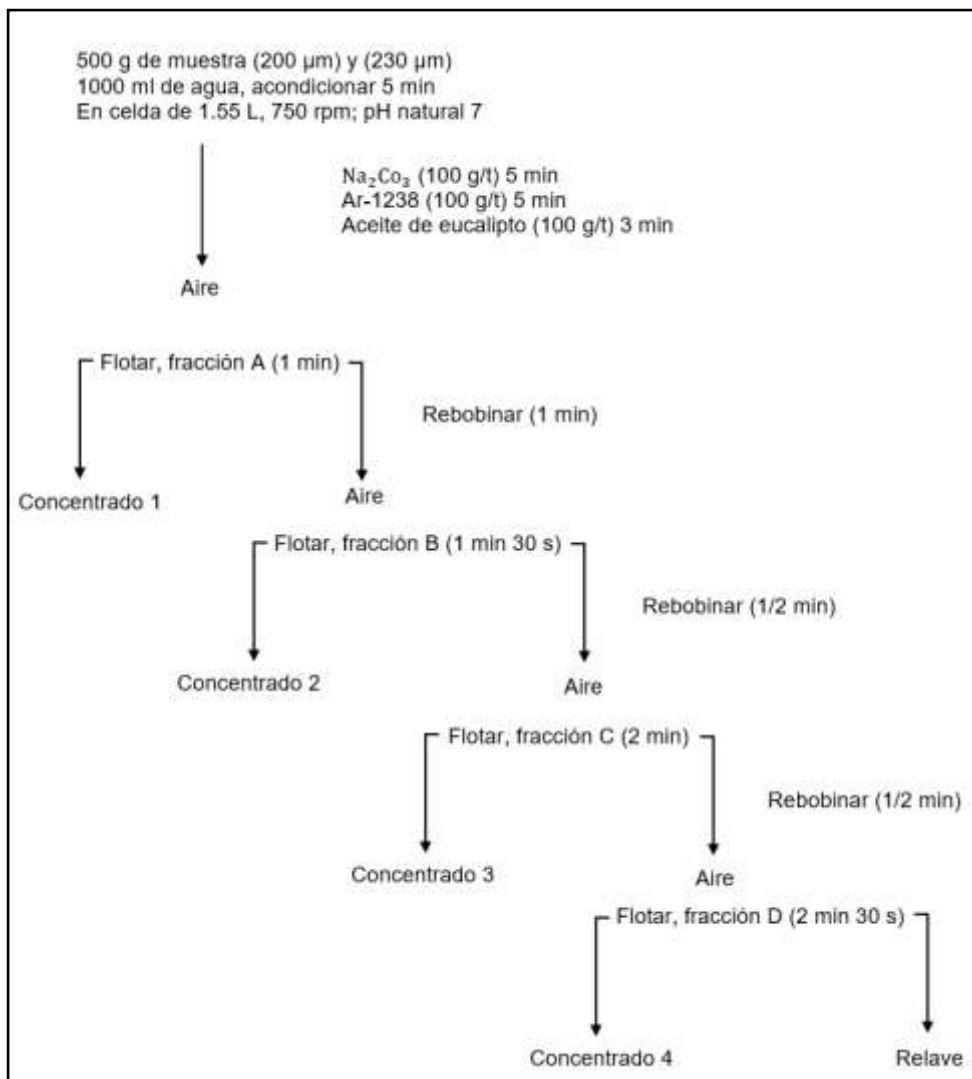 500 g de muestra (200 µm) y (230 µm)
1000 ml de agua, acondicionar 5 min
En celda de 1.55 L, 750 rpm; pH natural 7
Na₂Co₃ (100 g/t) 5 min
Ar-1238 (100 g/t) 5 min
Aceite de eucalipto (100 g/t) 3 min
Aire
Flotar, fracción A (1 min)
Rebobinar (1 min)
Concentrado 1
Aire
Flotar, fracción B (1 min 30 s)
Rebobinar (1/2 min)
Concentrado 2
Aire
Flotar, fracción C (2 min)
Rebobinar (1/2 min)
Concentrado 3
Aire
Flotar, fracción D (2 min 30 s)
Concentrado 4
Relave